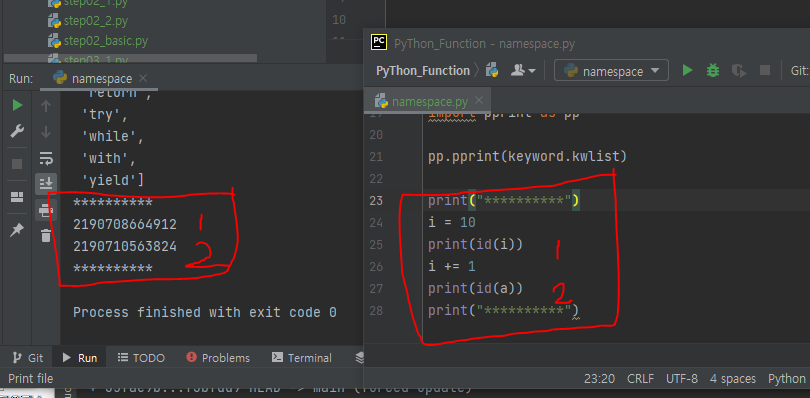 step02_1.py
step02_2.py
step02_basic.py
step03_1.py
10
PyThon_Function - namespace.py
PyThon_Function
namespace
Git:
namespace.py
Run: namespace
'return',
'try',
'while',
'with',
'yield']
**********
2190708664912 1
2190710563824 2
**********
Process finished with exit code 0
19 import pprint as pp
20
21 pp.pprint(keyword.kwlist)
23 print("**********")
24 i = 10
25 print(id(i)) 1
26 i += 1
27 print(id(a)) 2
28 print("**********")
Git Run TODO Problems Terminal
Print file
23:20 CRLF UTF-8 4 spaces Python